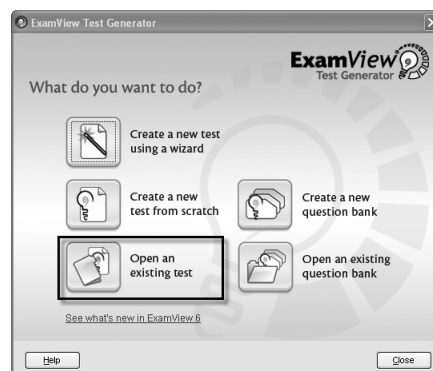 ExamView Test Generator
ExamView
Test Generator
What do you want to do?
Create a new test
using a wizard
Create a new
test from scratch
Create a new
question bank
Open an
existing test
Open an existing
question bank
See what's new in ExamView 6
Help
Close